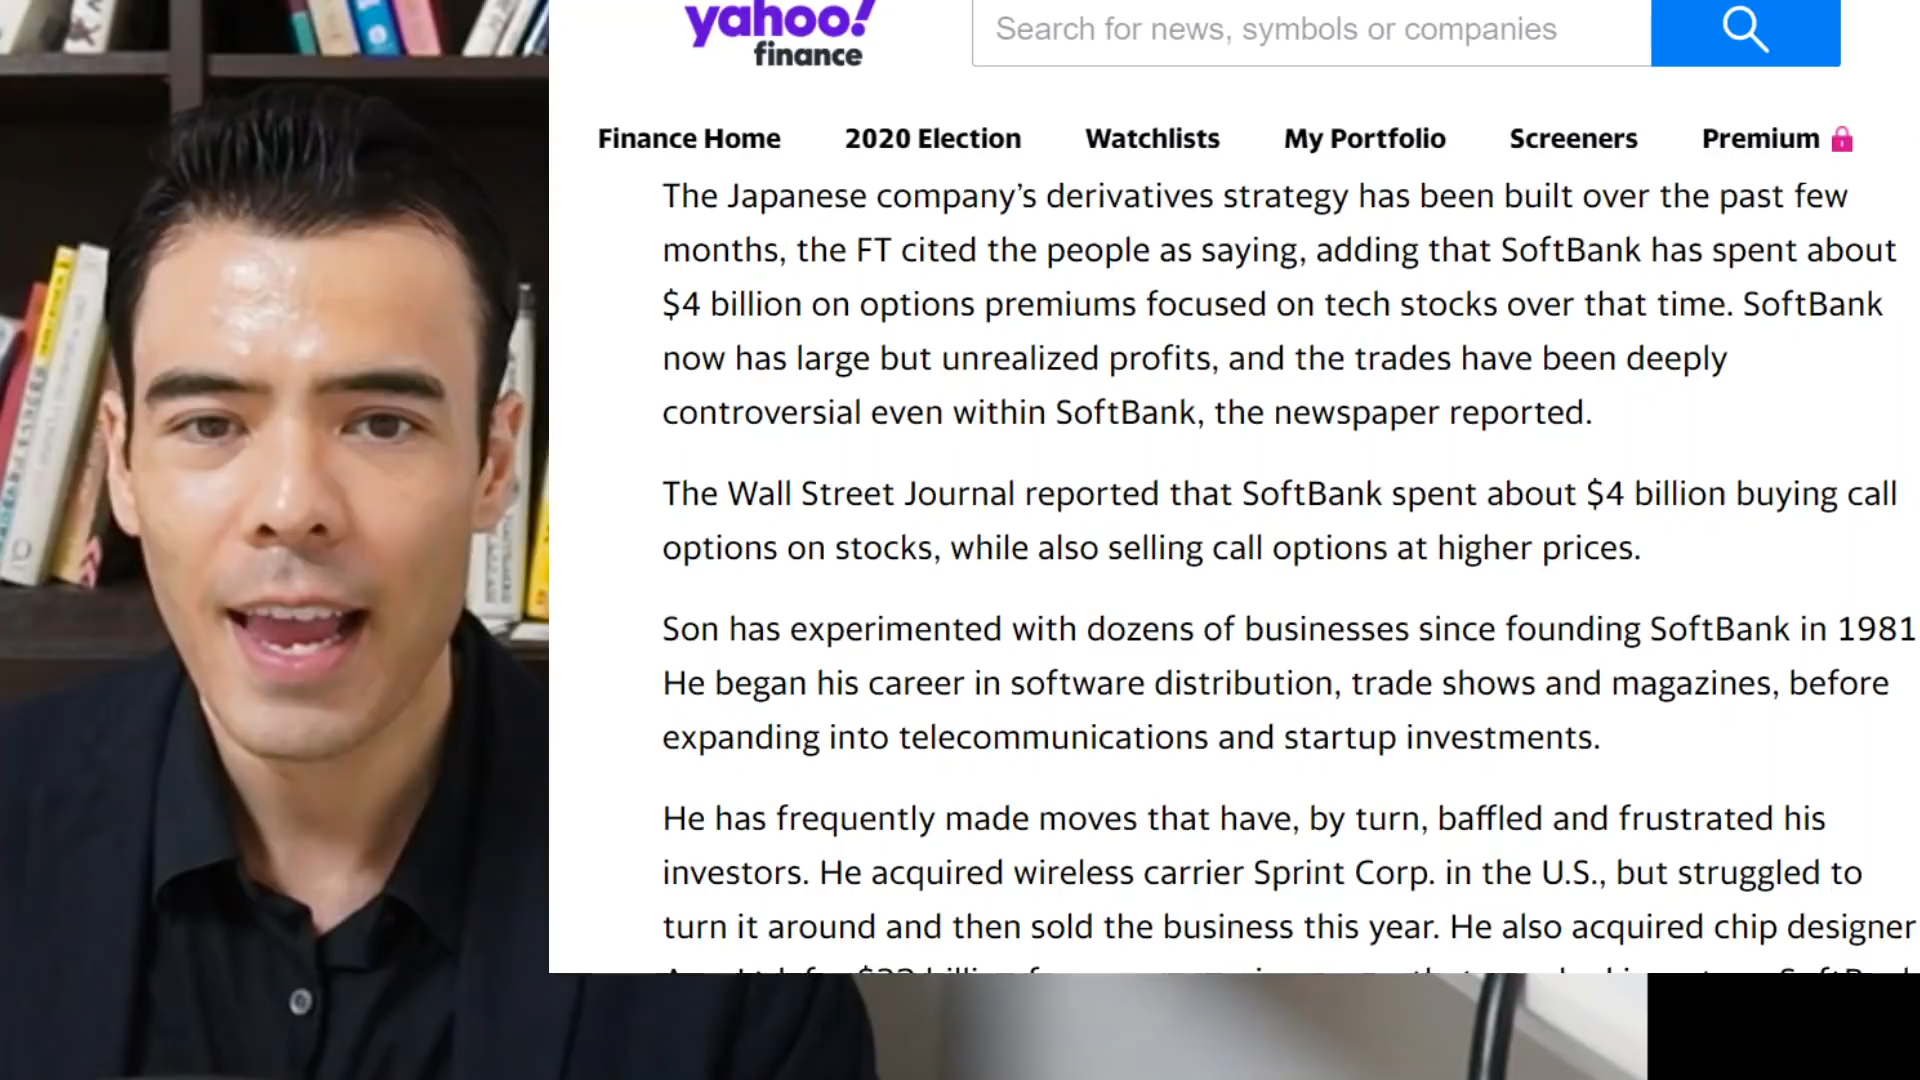 yahoo!
finance
Search for news, symbols or companies
Finance Home 2020 Election Watchlists My Portfolio Screeners Premium
The Japanese company’s derivatives strategy has been built over the past few
months, the FT cited the people as saying, adding that SoftBank has spent about
$4 billion on options premiums focused on tech stocks over that time. SoftBank
now has large but unrealized profits, and the trades have been deeply
controversial even within SoftBank, the newspaper reported.
The Wall Street Journal reported that SoftBank spent about $4 billion buying call
options on stocks, while also selling call options at higher prices.
Son has experimented with dozens of businesses since founding SoftBank in 1981
He began his career in software distribution, trade shows and magazines, before
expanding into telecommunications and startup investments.
He has frequently made moves that have, by turn, baffled and frustrated his
investors. He acquired wireless carrier Sprint Corp. in the U.S., but struggled to
turn it around and then sold the business this year. He also acquired chip designer